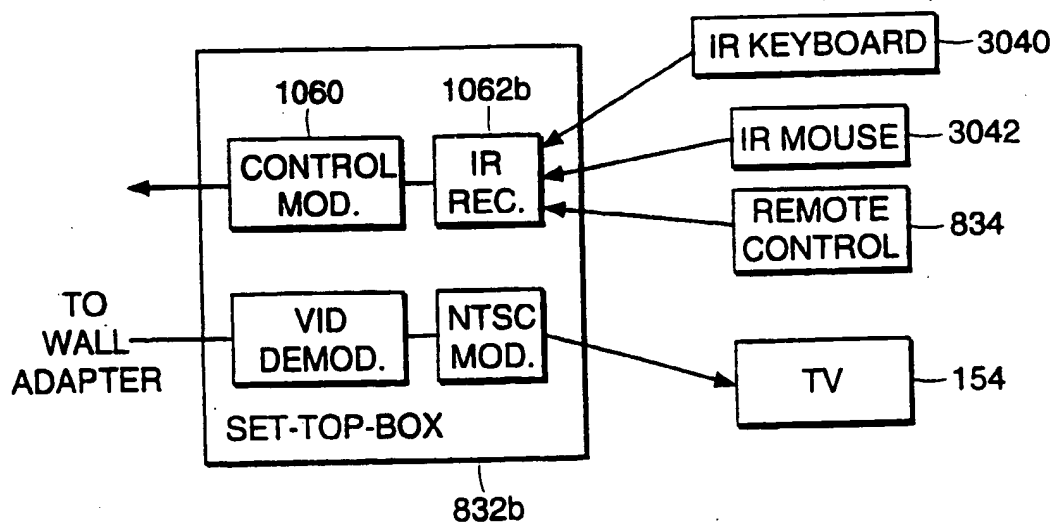 IR KEYBOARD
3040
1060
1062b
IR MOUSE
3042
CONTROL
MOD.
IR
REC.
REMOTE
CONTROL
834
TO
WALL
ADAPTER
VID
DEMOD.
NTSC
MOD.
TV
154
SET-TOP-BOX
832b